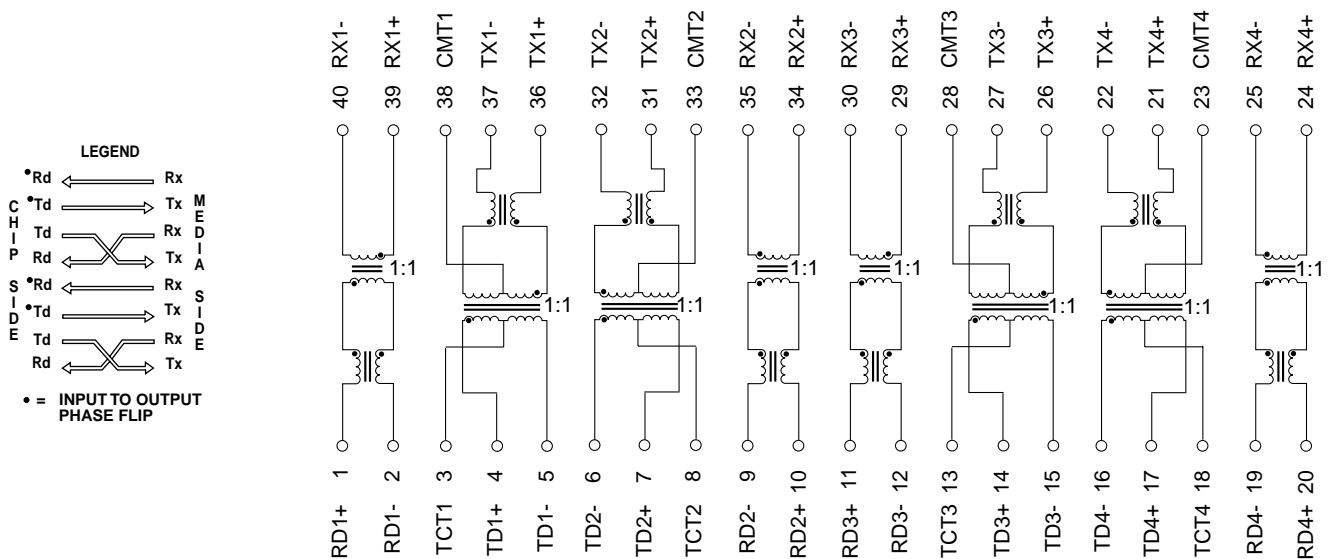 RX1- RX1+ CMT1 TX1- TX1+ TX2- TX2+ CMT2 RX2- RX2+ RX3- RX3+ CMT3 TX3- TX3+ TX4- TX4+ CMT4 RX4- RX4+
40 39 38 37 36 32 31 33 35 34 30 29 28 27 26 22 21 23 25 24
LEGEND
•Rd Rx
•Td Tx
Td Rx
Rd Tx
•Rd Rx
•Td Tx
Td Rx
Rd Tx
CHIP SIDE
MEDIA SIDE
• = INPUT TO OUTPUT
PHASE FLIP
1:1 1:1 1:1 1:1 1:1 1:1 1:1 1:1
1 2 3 4 5 6 7 8 9 10 11 12 13 14 15 16 17 18 19 20
RD1+ RD1- TCT1 TD1+ TD1- TD2- TD2+ TCT2 RD2- RD2+ RD3+ RD3- TCT3 TD3+ TD3- TD4- TD4+ TCT4 RD4- RD4+